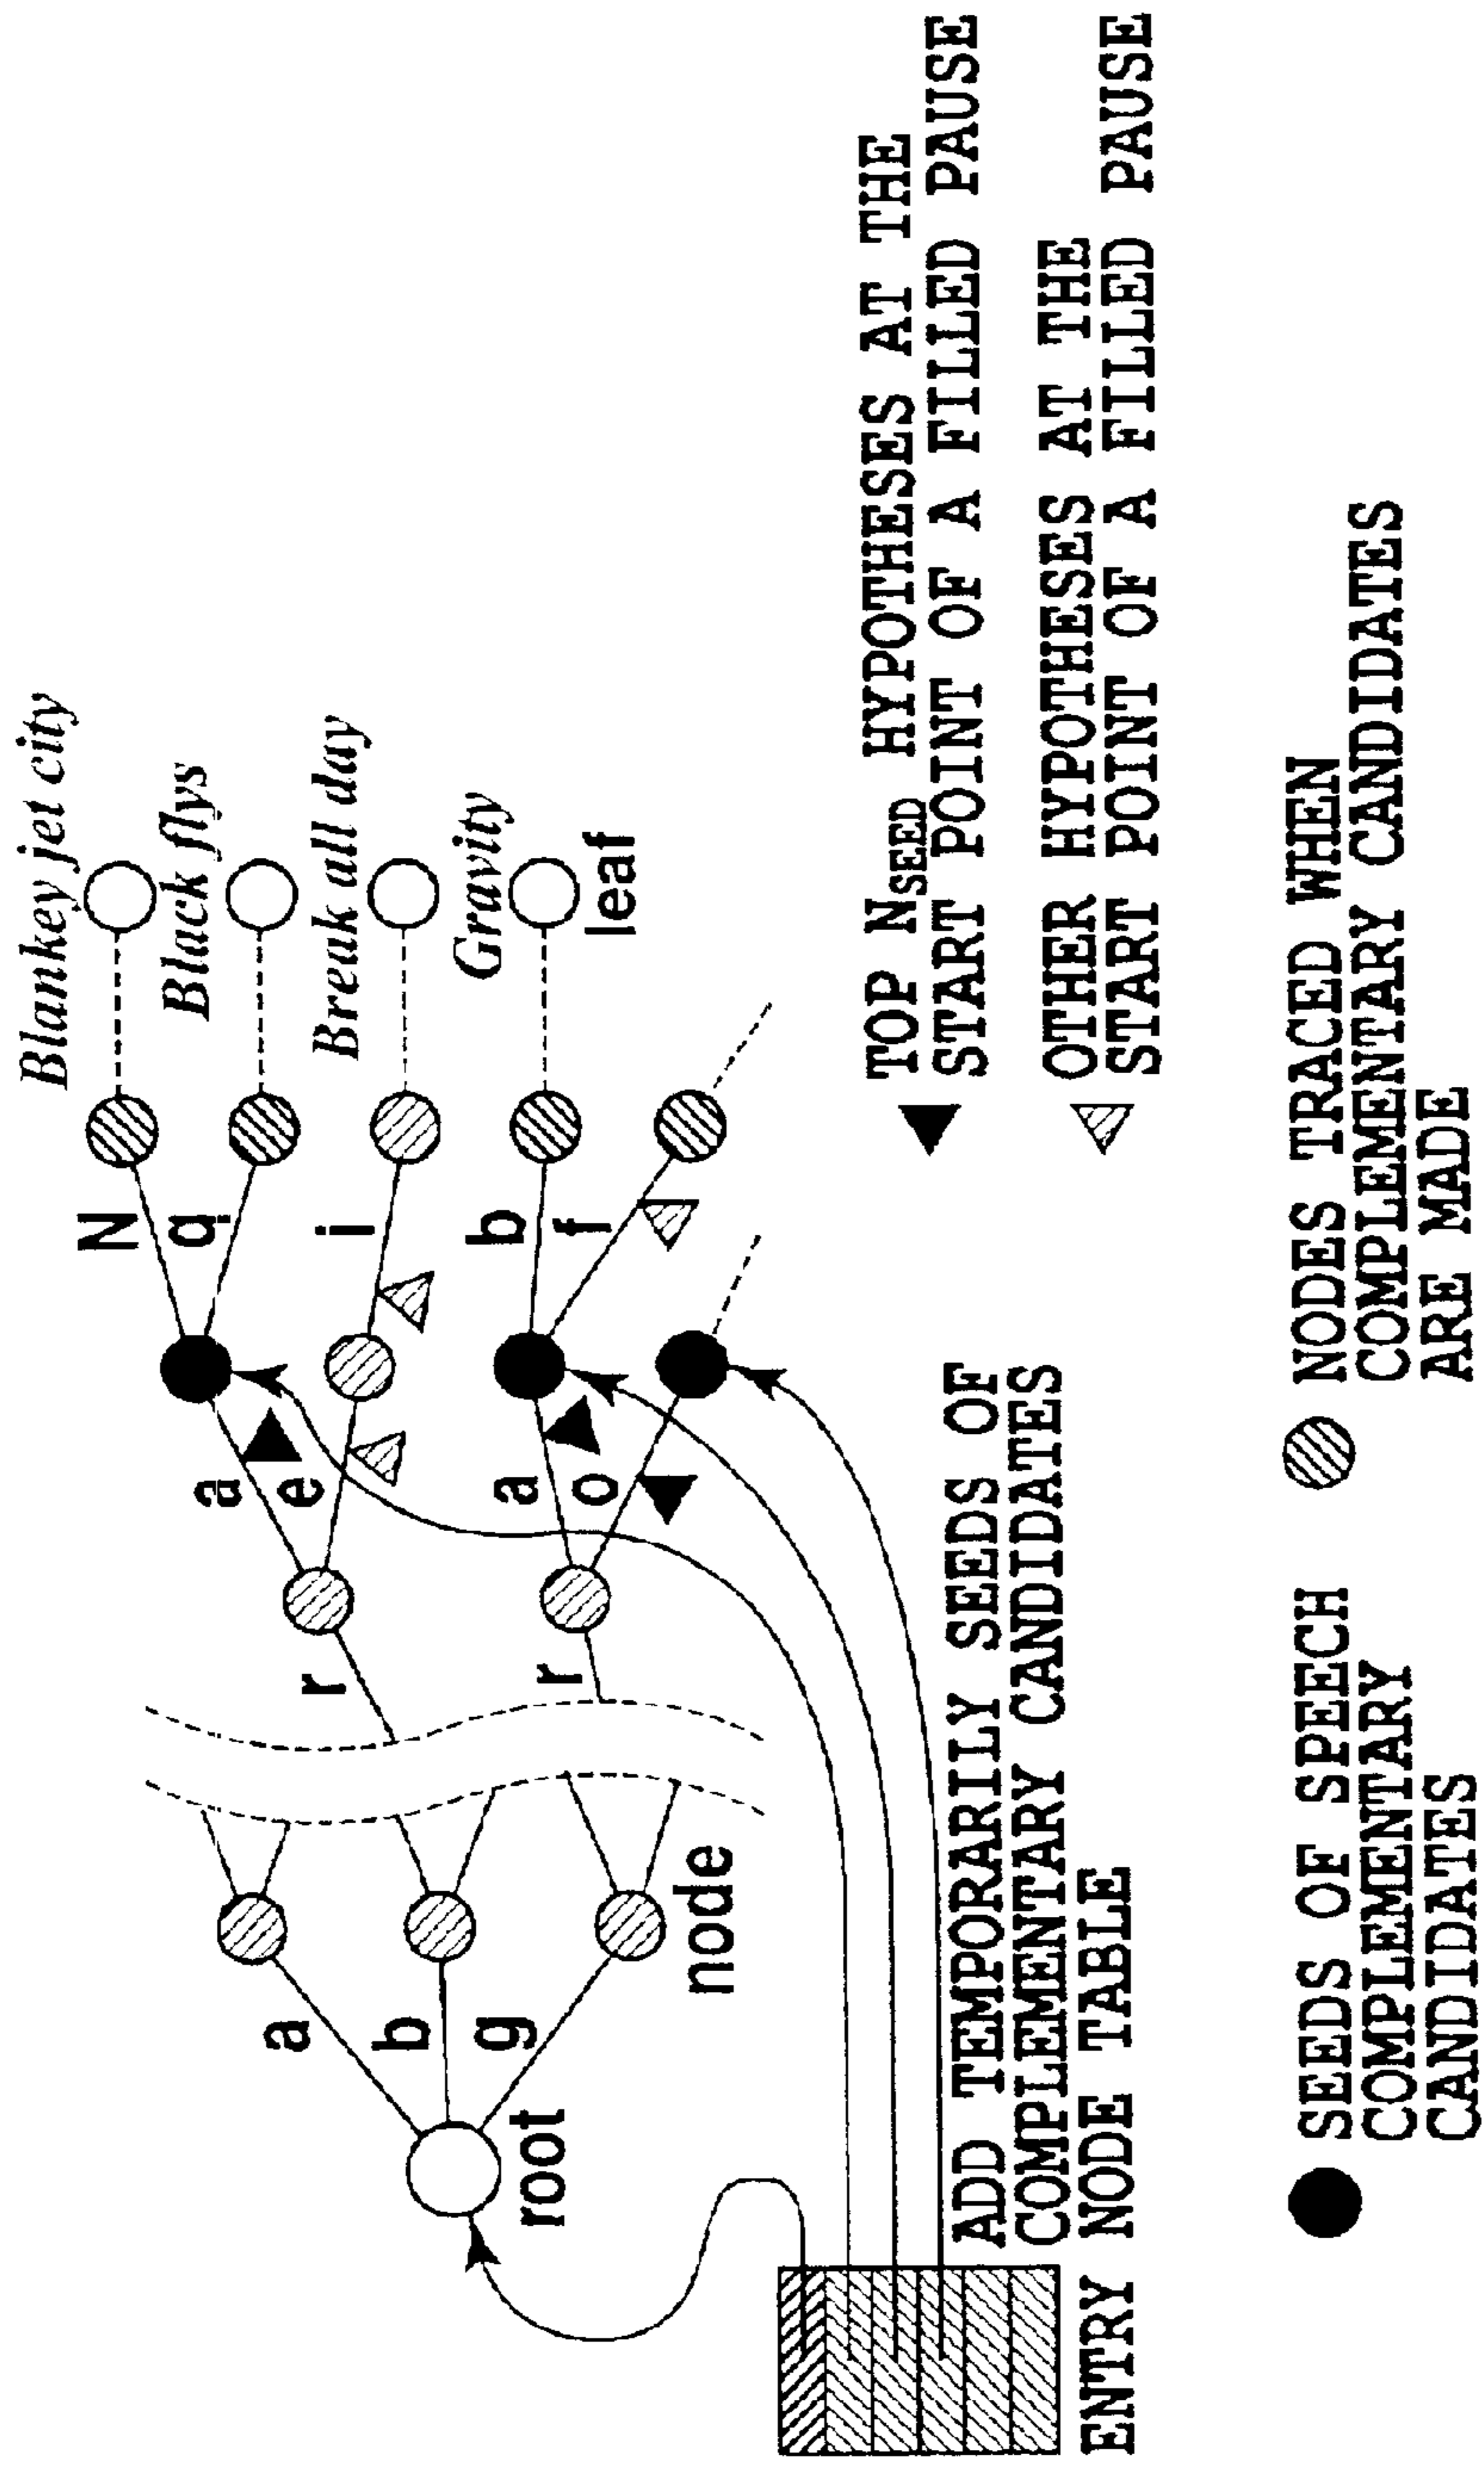 Blankey jet city
N
Black flys
q
a
e
Break all day
i
r
a
b
g
root
node
Gravity
b
a
f
o
r
leaf
TOP NSEED HYPOTHESES AT THE
START POINT OF A FILLED PAUSE
OTHER HYPOTHESES AT THE
START POINT OF A FILLED PAUSE
ADD TEMPORARILY SEEDS OF
COMPLEMENTARY CANDIDATES
ENTRY NODE TABLE
SEEDS OF SPEECH
COMPLEMENTARY
CANDIDATES
NODES TRACED WHEN
COMPLEMENTARY CANDIDATES
ARE MADE